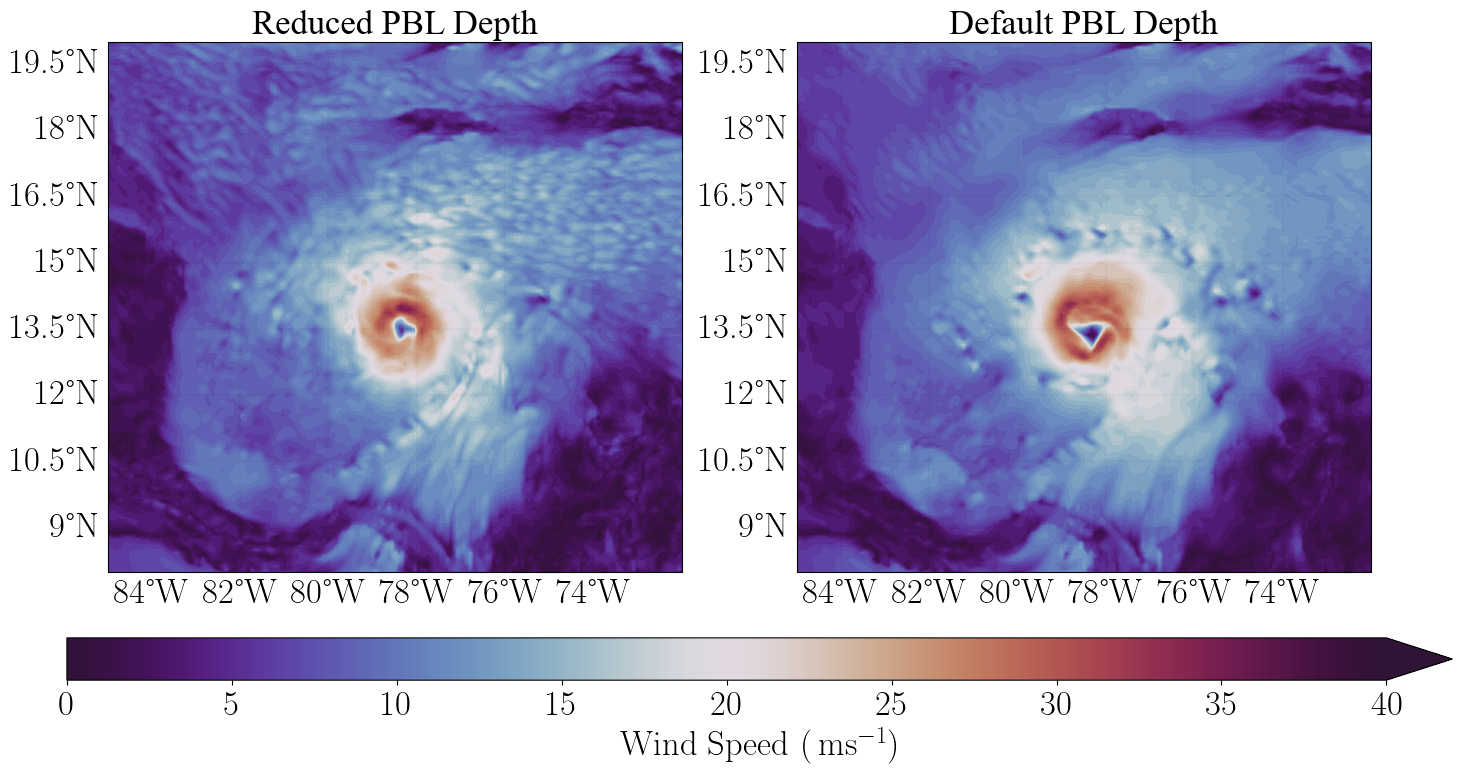 Reduced PBL Depth Default PBL Depth
19.5°N 19.5°N
18°N 18°N
16.5°N 16.5°N
15°N 15°N
13.5°N 13.5°N
12°N 12°N
10.5°N 10.5°N
9°N 9°N
84°W 82°W 80°W 78°W 76°W 74°W 84°W 82°W 80°W 78°W 76°W 74°W
0 5 10 15 20 25 30 35 40
Wind Speed (ms⁻¹)